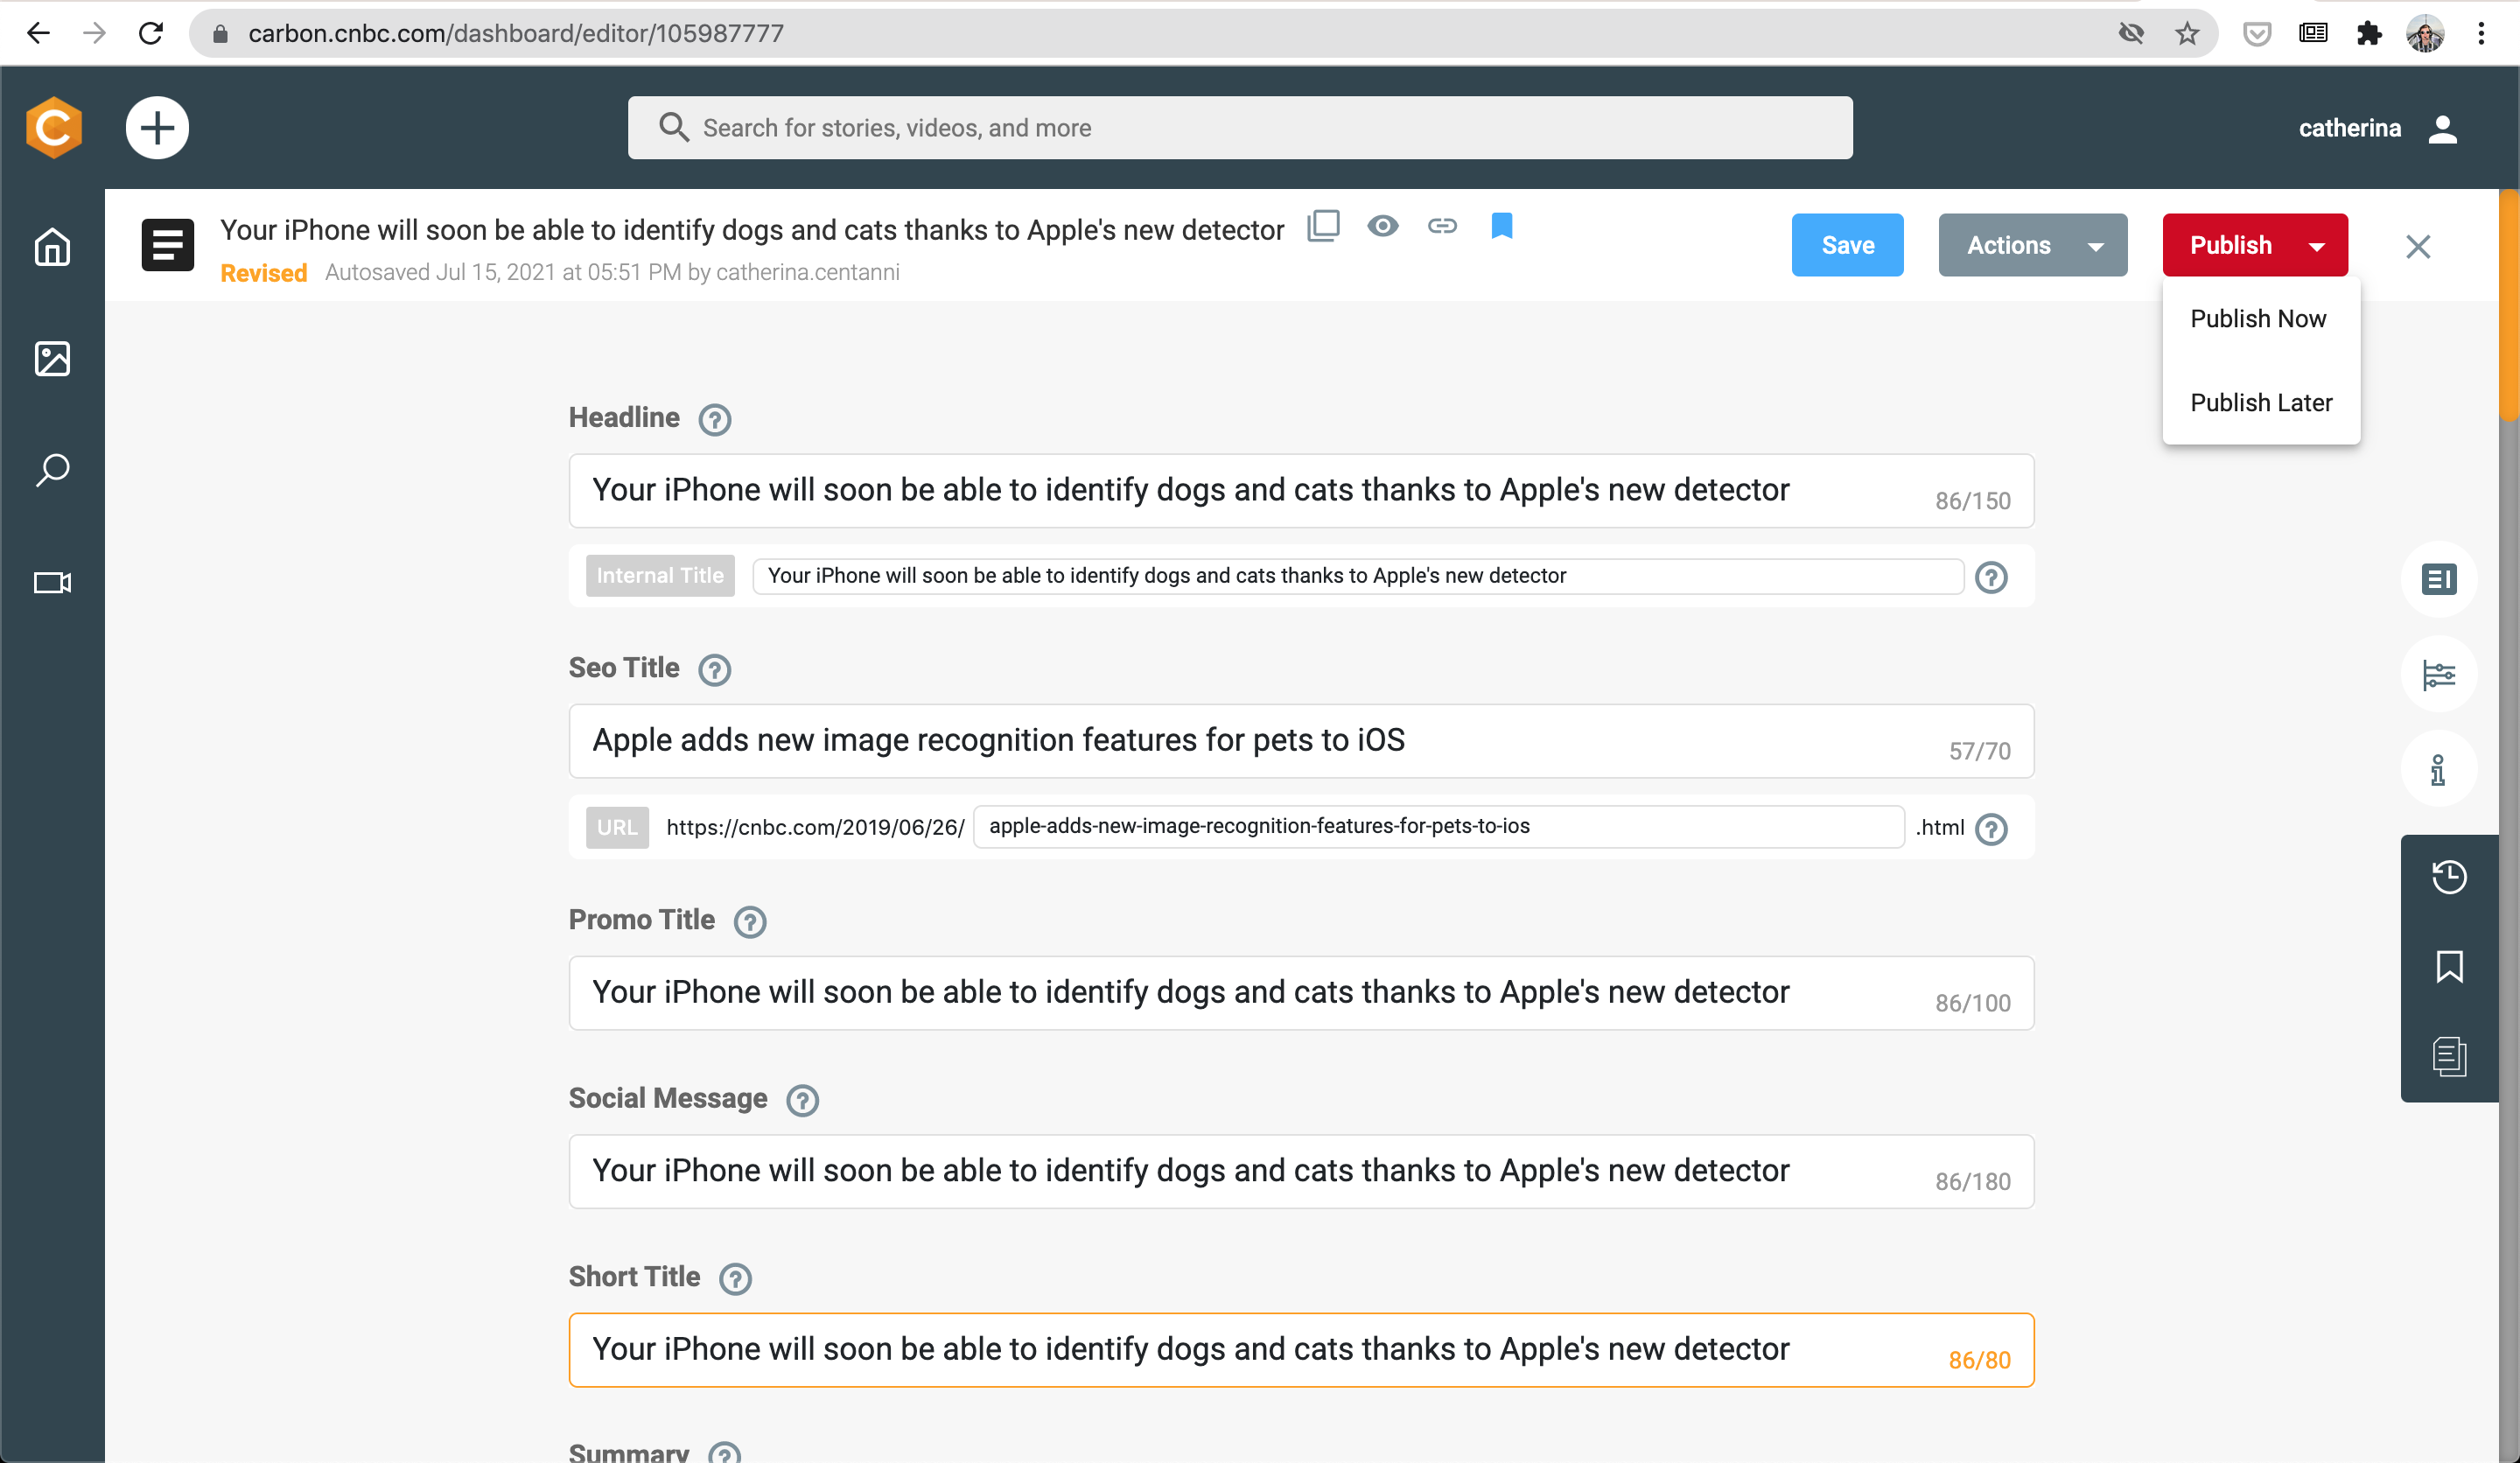 carbon.cnbc.com/dashboard/editor/105987777
C
Search for stories, videos, and more
catherina
Your iPhone will soon be able to identify dogs and cats thanks to Apple's new detector
Revised Autosaved Jul 15, 2021 at 05:51 PM by catherina.centanni
Save
Actions
Publish
Publish Now
Publish Later
Headline ?
Your iPhone will soon be able to identify dogs and cats thanks to Apple's new detector 86/150
Internal Title Your iPhone will soon be able to identify dogs and cats thanks to Apple's new detector ?
Seo Title ?
Apple adds new image recognition features for pets to iOS 57/70
URL https://cnbc.com/2019/06/26/ apple-adds-new-image-recognition-features-for-pets-to-ios .html ?
Promo Title ?
Your iPhone will soon be able to identify dogs and cats thanks to Apple's new detector 86/100
Social Message ?
Your iPhone will soon be able to identify dogs and cats thanks to Apple's new detector 86/180
Short Title ?
Your iPhone will soon be able to identify dogs and cats thanks to Apple's new detector 86/80
Summary ?